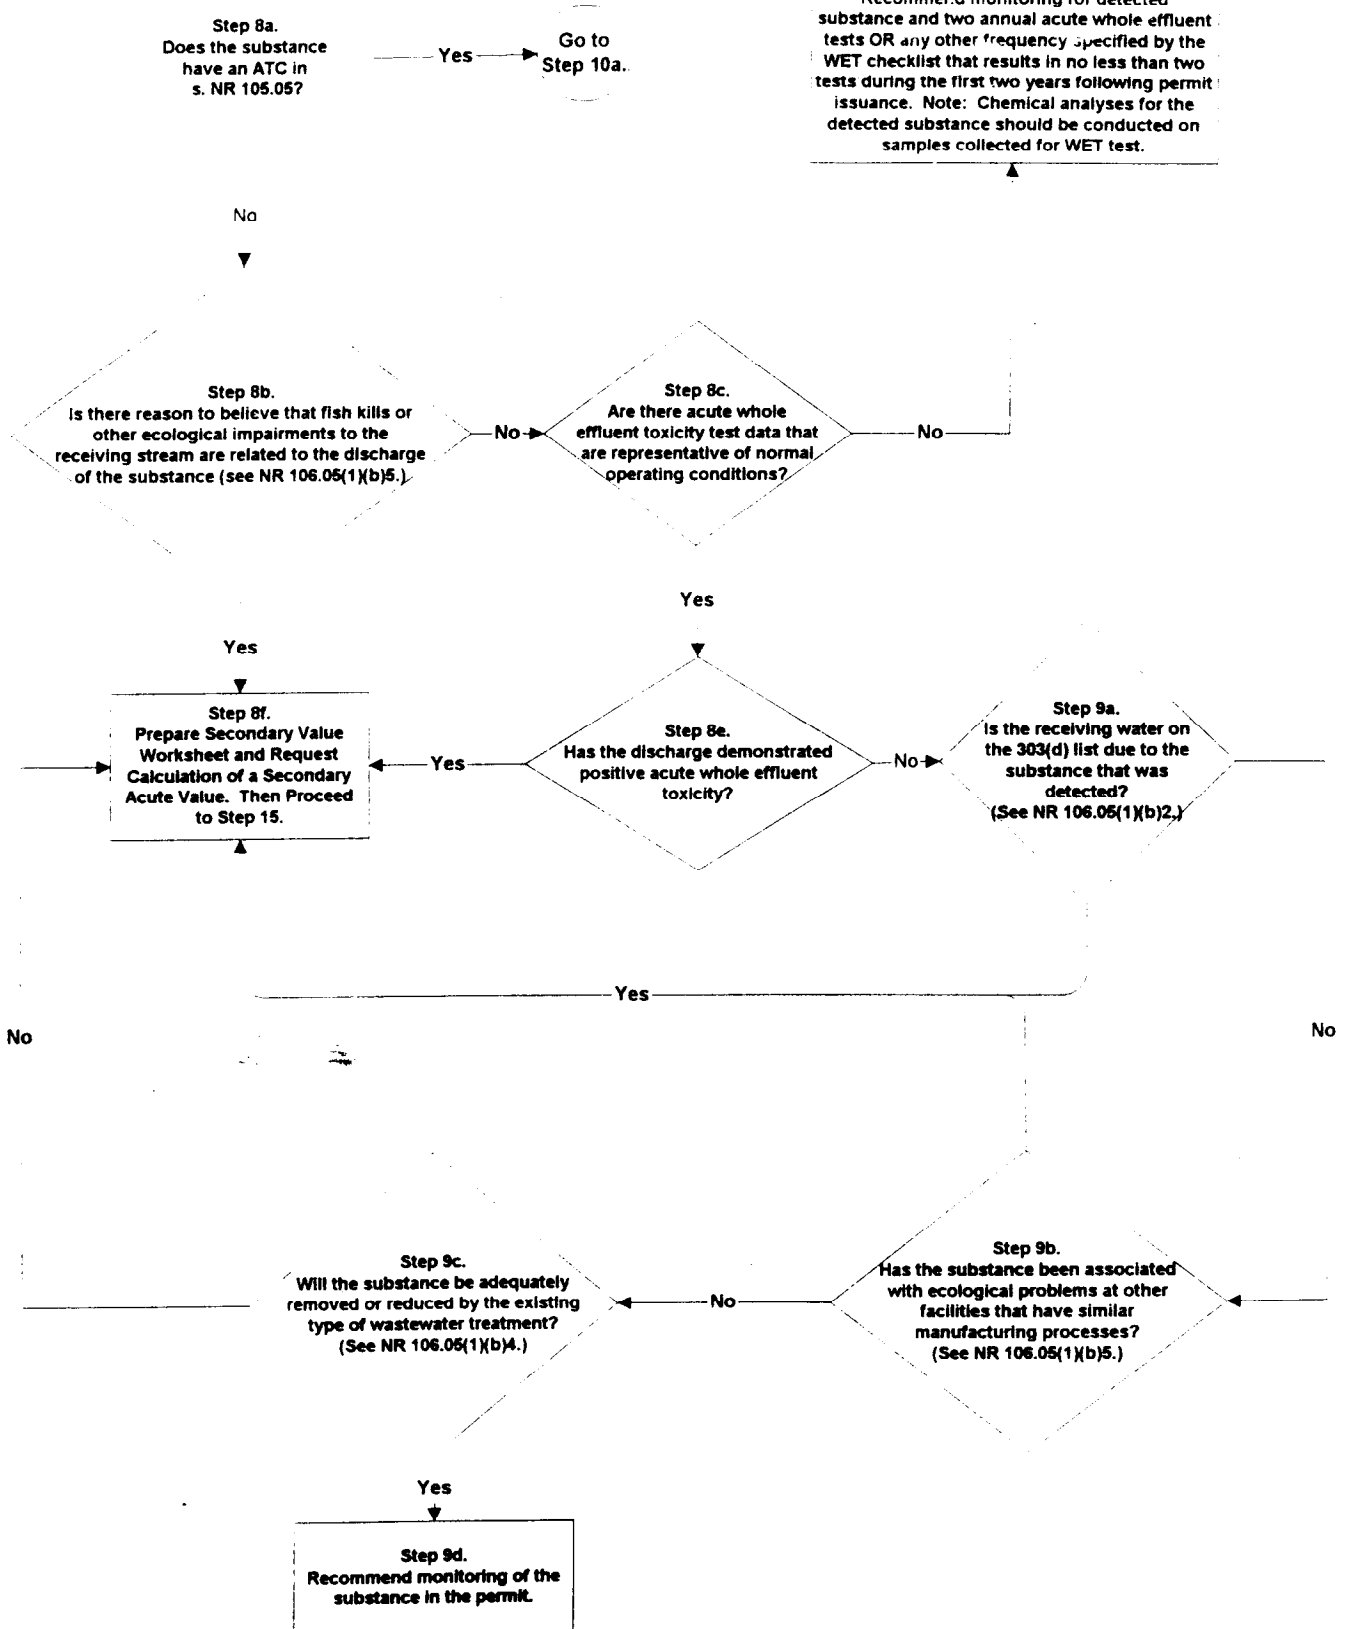 Step 8a.
Does the substance
have an ATC in
s. NR 105.05?
Yes
Go to
Step 10a.
Recommend monitoring for detected
substance and two annual acute whole effluent
tests OR any other frequency specified by the
WET checklist that results in no less than two
tests during the first two years following permit
issuance. Note: Chemical analyses for the
detected substance should be conducted on
samples collected for WET test.
No
Step 8b.
Is there reason to believe that fish kills or
other ecological impairments to the
receiving stream are related to the discharge
of the substance (see NR 106.05(1)(b)5.)
No
Step 8c.
Are there acute whole
effluent toxicity test data that
are representative of normal
operating conditions?
No
Yes
Yes
Step 8f.
Prepare Secondary Value
Worksheet and Request
Calculation of a Secondary
Acute Value. Then Proceed
to Step 15.
Yes
Step 8e.
Has the discharge demonstrated
positive acute whole effluent
toxicity?
No
Step 9a.
Is the receiving water on
the 303(d) list due to the
substance that was
detected?
(See NR 106.05(1)(b)2.)
Yes
No
No
Step 9c.
Will the substance be adequately
removed or reduced by the existing
type of wastewater treatment?
(See NR 106.05(1)(b)4.)
No
Step 9b.
Has the substance been associated
with ecological problems at other
facilities that have similar
manufacturing processes?
(See NR 106.05(1)(b)5.)
Yes
Step 9d.
Recommend monitoring of the
substance in the permit.